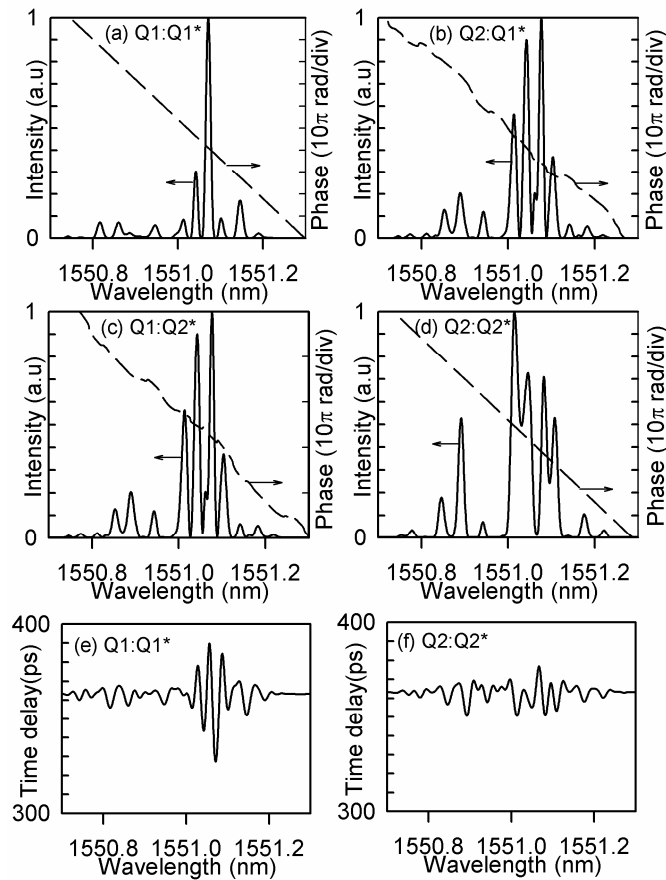 1
(a) Q1:Q1*
Intensity (a.u)
Phase (10π rad/div)
0
1550.8 1551.0 1551.2
Wavelength (nm)
1
(b) Q2:Q1*
Intensity (a.u)
Phase (10π rad/div)
0
1550.8 1551.0 1551.2
Wavelength (nm)
1
(c) Q1:Q2*
Intensity (a.u)
Phase (10π rad/div)
0
1550.8 1551.0 1551.2
Wavelength (nm)
1
(d) Q2:Q2*
Intensity (a.u)
Phase (10π rad/div)
0
1550.8 1551.0 1551.2
Wavelength (nm)
400
(e) Q1:Q1*
Time delay(ps)
300
1550.8 1551.0 1551.2
Wavelength (nm)
400
(f) Q2:Q2*
Time delay(ps)
300
1550.8 1551.0 1551.2
Wavelength (nm)